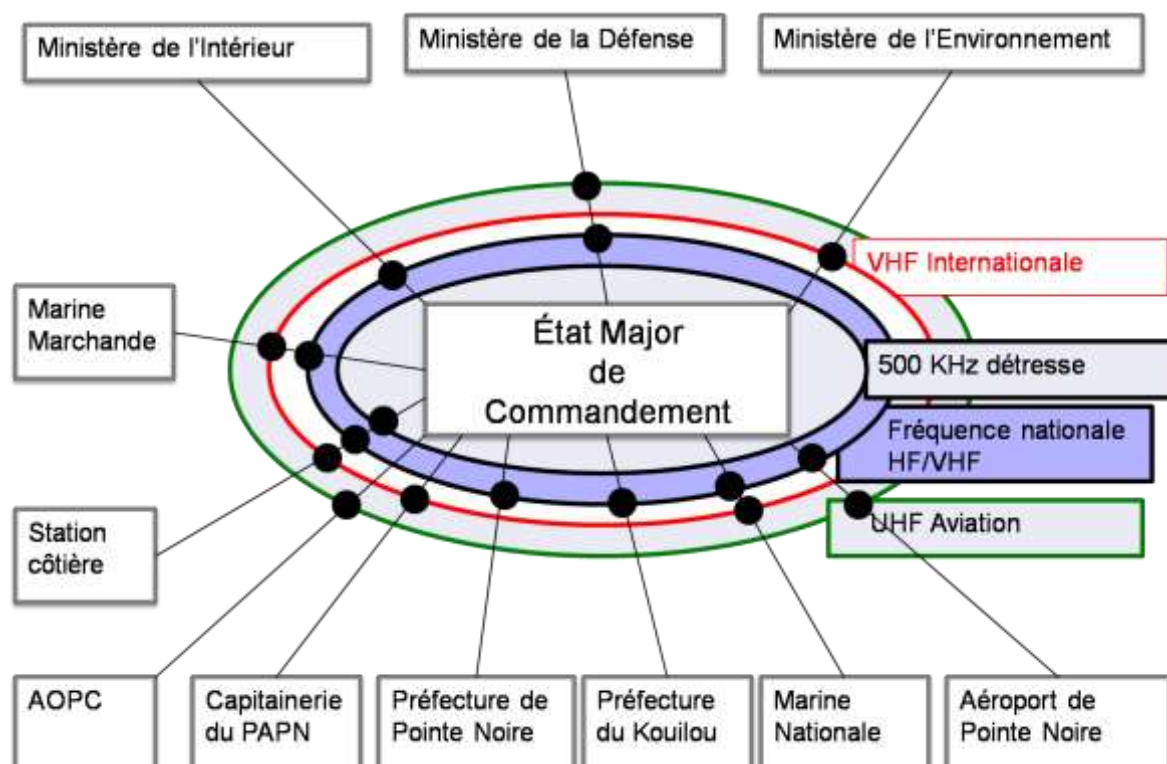 Ministère de l'Intérieur
Ministère de la Défense
Ministère de l'Environnement
VHF Internationale
Marine
Marchande
État Major
de
Commandement
500 KHz détresse
Fréquence nationale
HF/VHF
UHF Aviation
Station
côtière
AOPC
Capitainerie
du PAPN
Préfecture de
Pointe Noire
Préfecture
du Kouilou
Marine
Nationale
Aéroport de
Pointe Noire